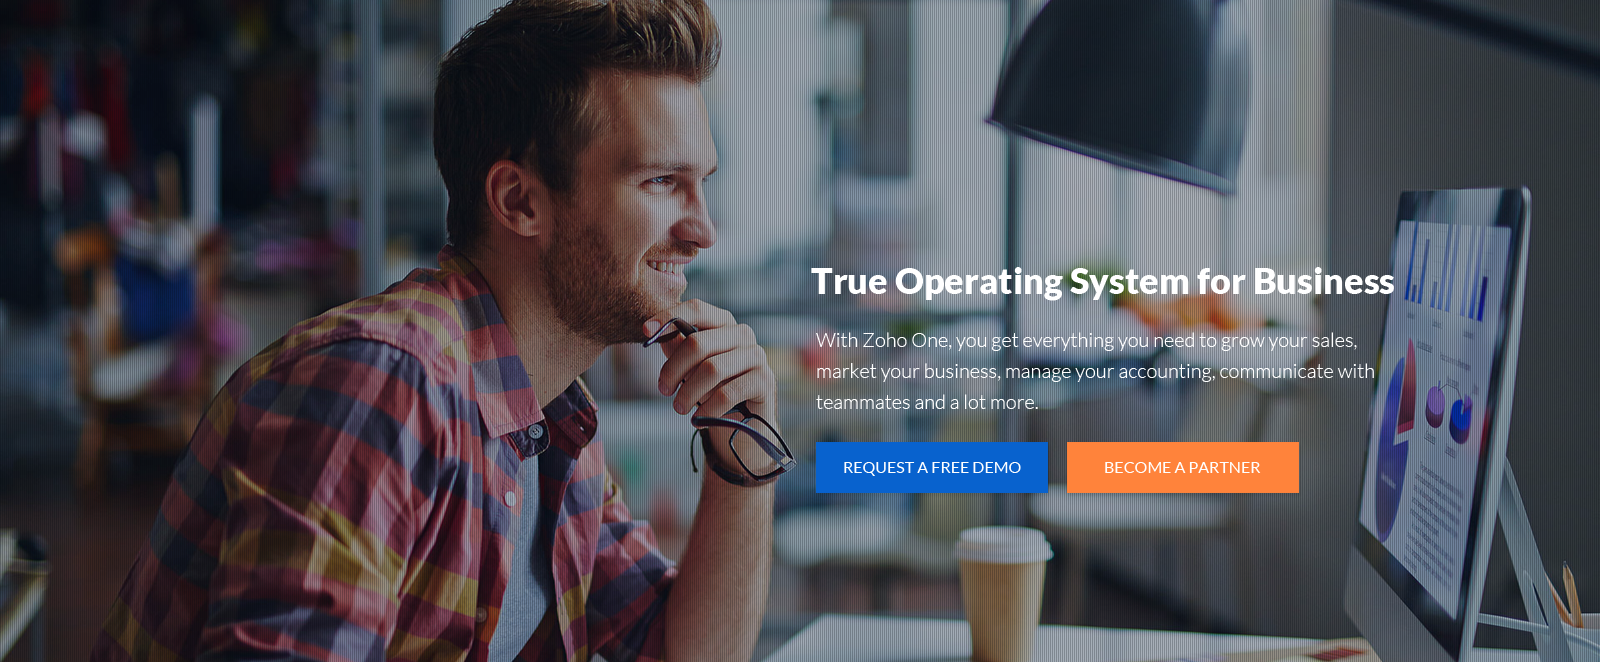 True Operating System for Business
With Zoho One, you get everything you need to grow your sales,
market your business, manage your accounting, communicate with
teammates and a lot more.
REQUEST A FREE DEMO
BECOME A PARTNER